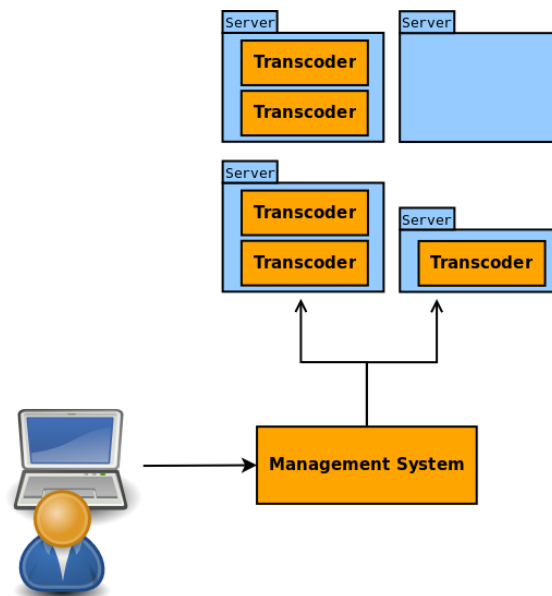 Server
Transcoder
Transcoder
Server
Server
Transcoder
Transcoder
Server
Transcoder
Management System